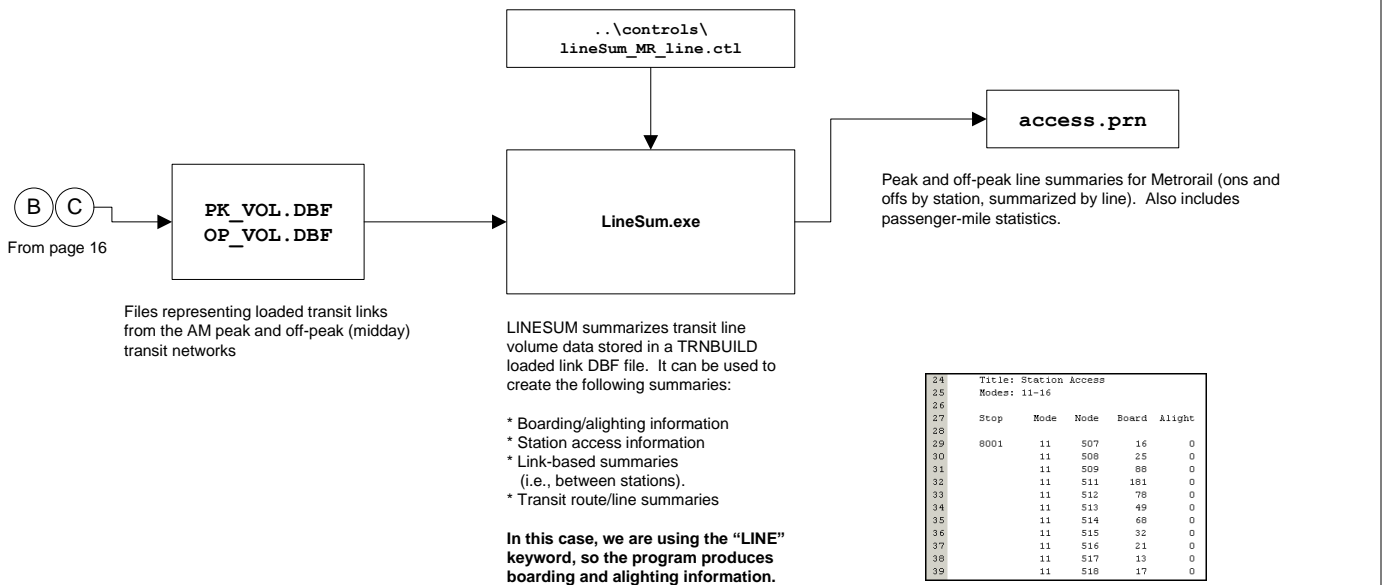 ..\controls\
lineSum_MR_line.ctl
access.prn
B C
From page 16
PK_VOL.DBF
OP_VOL.DBF
LineSum.exe
Peak and off-peak line summaries for Metrorail (ons and
offs by station, summarized by line).  Also includes
passenger-mile statistics.
Files representing loaded transit links
from the AM peak and off-peak (midday)
transit networks
LINESUM summarizes transit line
volume data stored in a TRNBUILD
loaded link DBF file.  It can be used to
create the following summaries:
* Boarding/alighting information
* Station access information
* Link-based summaries
(i.e., between stations).
* Transit route/line summaries
In this case, we are using the “LINE”
keyword, so the program produces
boarding and alighting information.
24 Title: Station Access
25 Modes: 11-16
26
27 Stop Mode Node Board Alight
28
29 8001 11 507 16 0
30 11 508 25 0
31 11 509 88 0
32 11 511 181 0
33 11 512 78 0
34 11 513 49 0
35 11 514 68 0
36 11 515 32 0
37 11 516 21 0
38 11 517 13 0
39 11 518 17 0